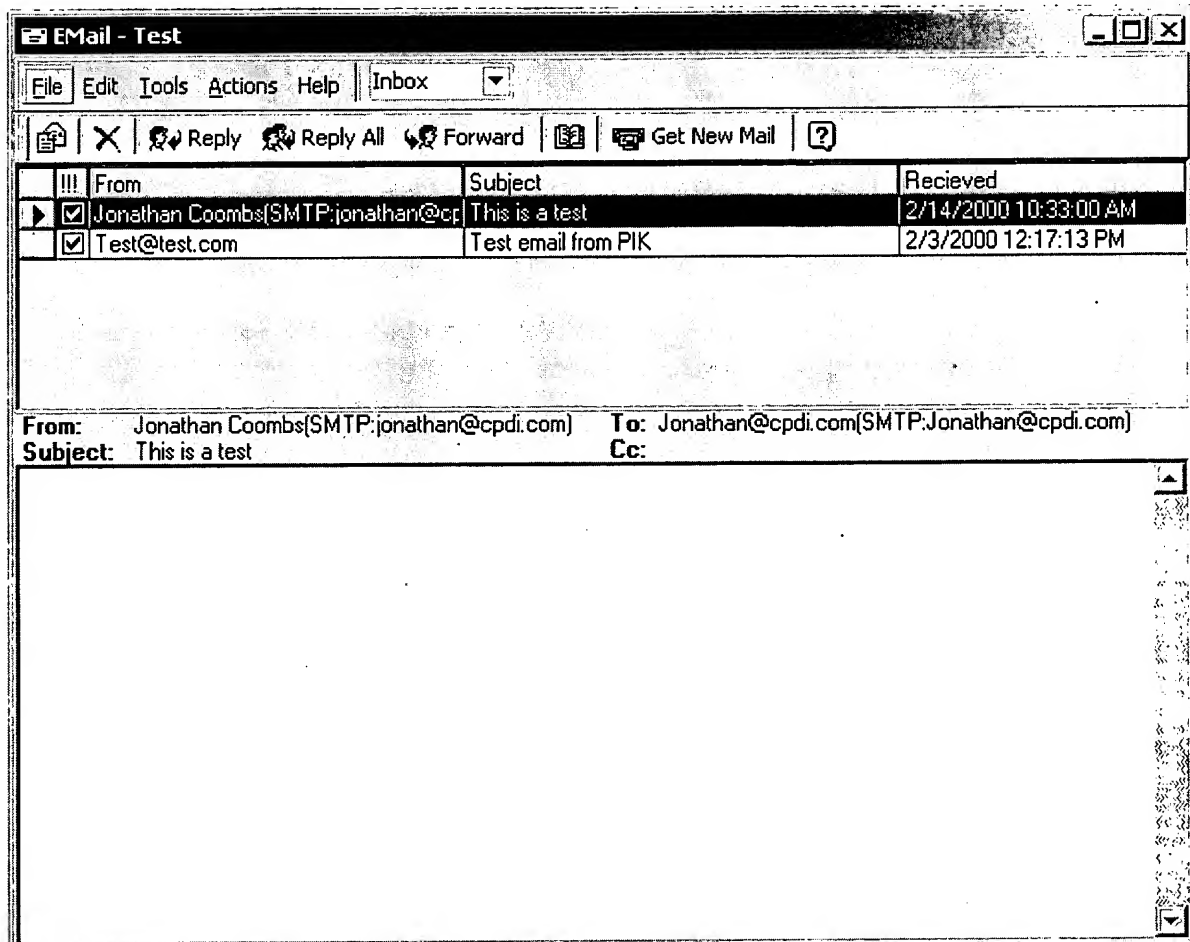 EMail - Test
File Edit Tools Actions Help Inbox
Reply Reply All Forward Get New Mail ?
!!! From Subject Recieved
Jonathan Coombs(SMTP:jonathan@cp This is a test 2/14/2000 10:33:00 AM
Test@test.com Test email from PIK 2/3/2000 12:17:13 PM
From: Jonathan Coombs(SMTP:jonathan@cpdi.com) To: Jonathan@cpdi.com(SMTP:Jonathan@cpdi.com)
Subject: This is a test Cc: